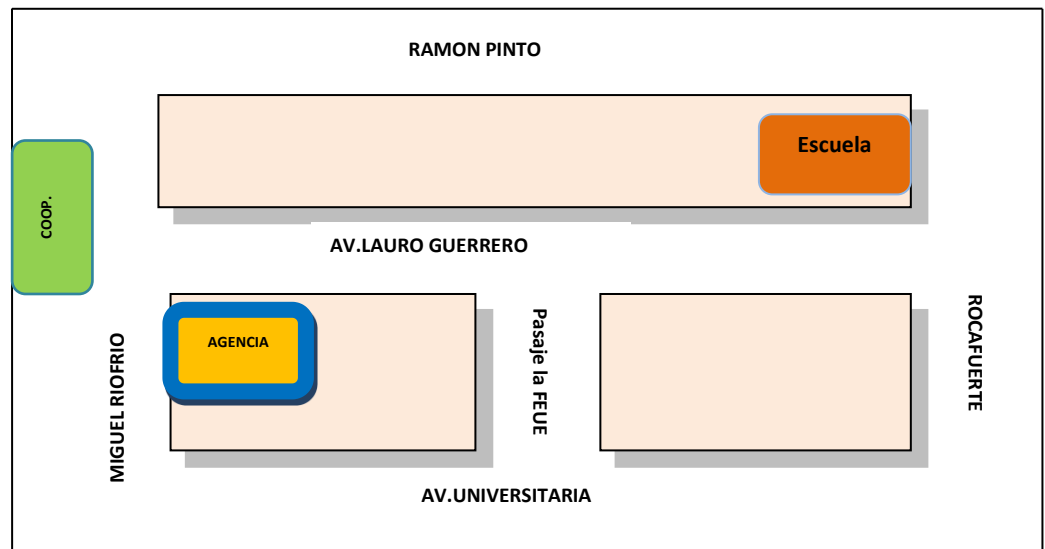 RAMON PINTO
Escuela
COOP.
AV.LAURO GUERRERO
AGENCIA
MIGUEL RIOFRIO
Pasaje la FEUE
ROCAFUERTE
AV.UNIVERSITARIA